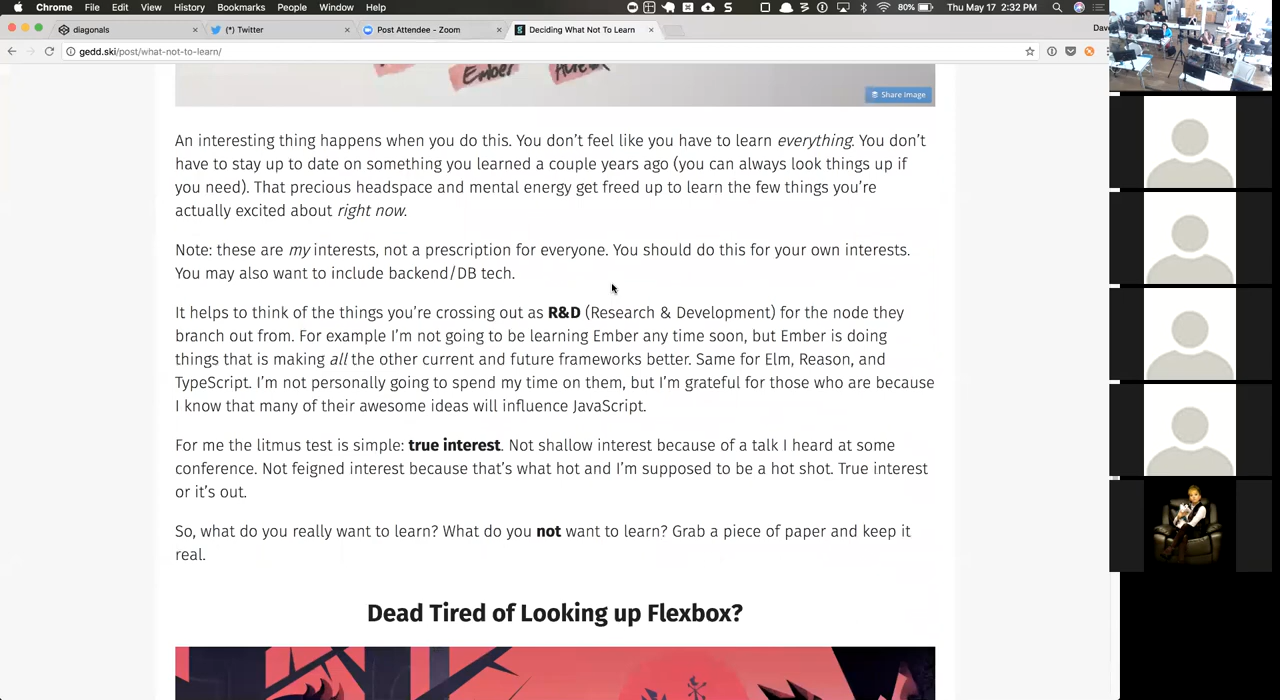 Chrome File Edit View History Bookmarks People Window Help 80% Thu May 17 2:32 PM
diagonals (*) Twitter Post Attendee - Zoom Deciding What Not To Learn Dav
gedd.ski/post/what-not-to-learn/
Ember
Share Image
An interesting thing happens when you do this. You don’t feel like you have to learn everything. You don’t
have to stay up to date on something you learned a couple years ago (you can always look things up if
you need). That precious headspace and mental energy get freed up to learn the few things you’re
actually excited about right now.
Note: these are my interests, not a prescription for everyone. You should do this for your own interests.
You may also want to include backend/DB tech.
It helps to think of the things you’re crossing out as R&D (Research & Development) for the node they
branch out from. For example I’m not going to be learning Ember any time soon, but Ember is doing
things that is making all the other current and future frameworks better. Same for Elm, Reason, and
TypeScript. I’m not personally going to spend my time on them, but I’m grateful for those who are because
I know that many of their awesome ideas will influence JavaScript.
For me the litmus test is simple: true interest. Not shallow interest because of a talk I heard at some
conference. Not feigned interest because that’s what hot and I’m supposed to be a hot shot. True interest
or it’s out.
So, what do you really want to learn? What do you not want to learn? Grab a piece of paper and keep it
real.
Dead Tired of Looking up Flexbox?